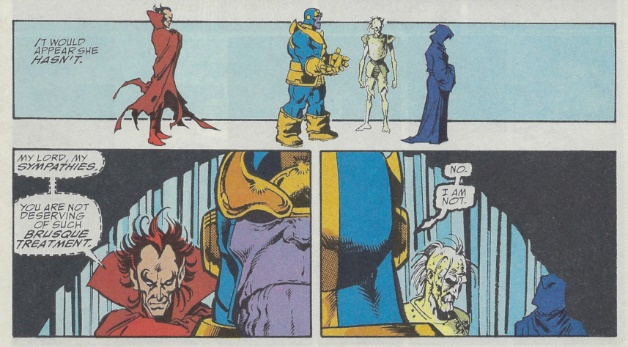 IT WOULD
APPEAR SHE
HASN'T.
MY LORD, MY
SYMPATHIES.
YOU ARE NOT
DESERVING
OF SUCH
BRUSQUE
TREATMENT.
NO.
I AM
NOT.